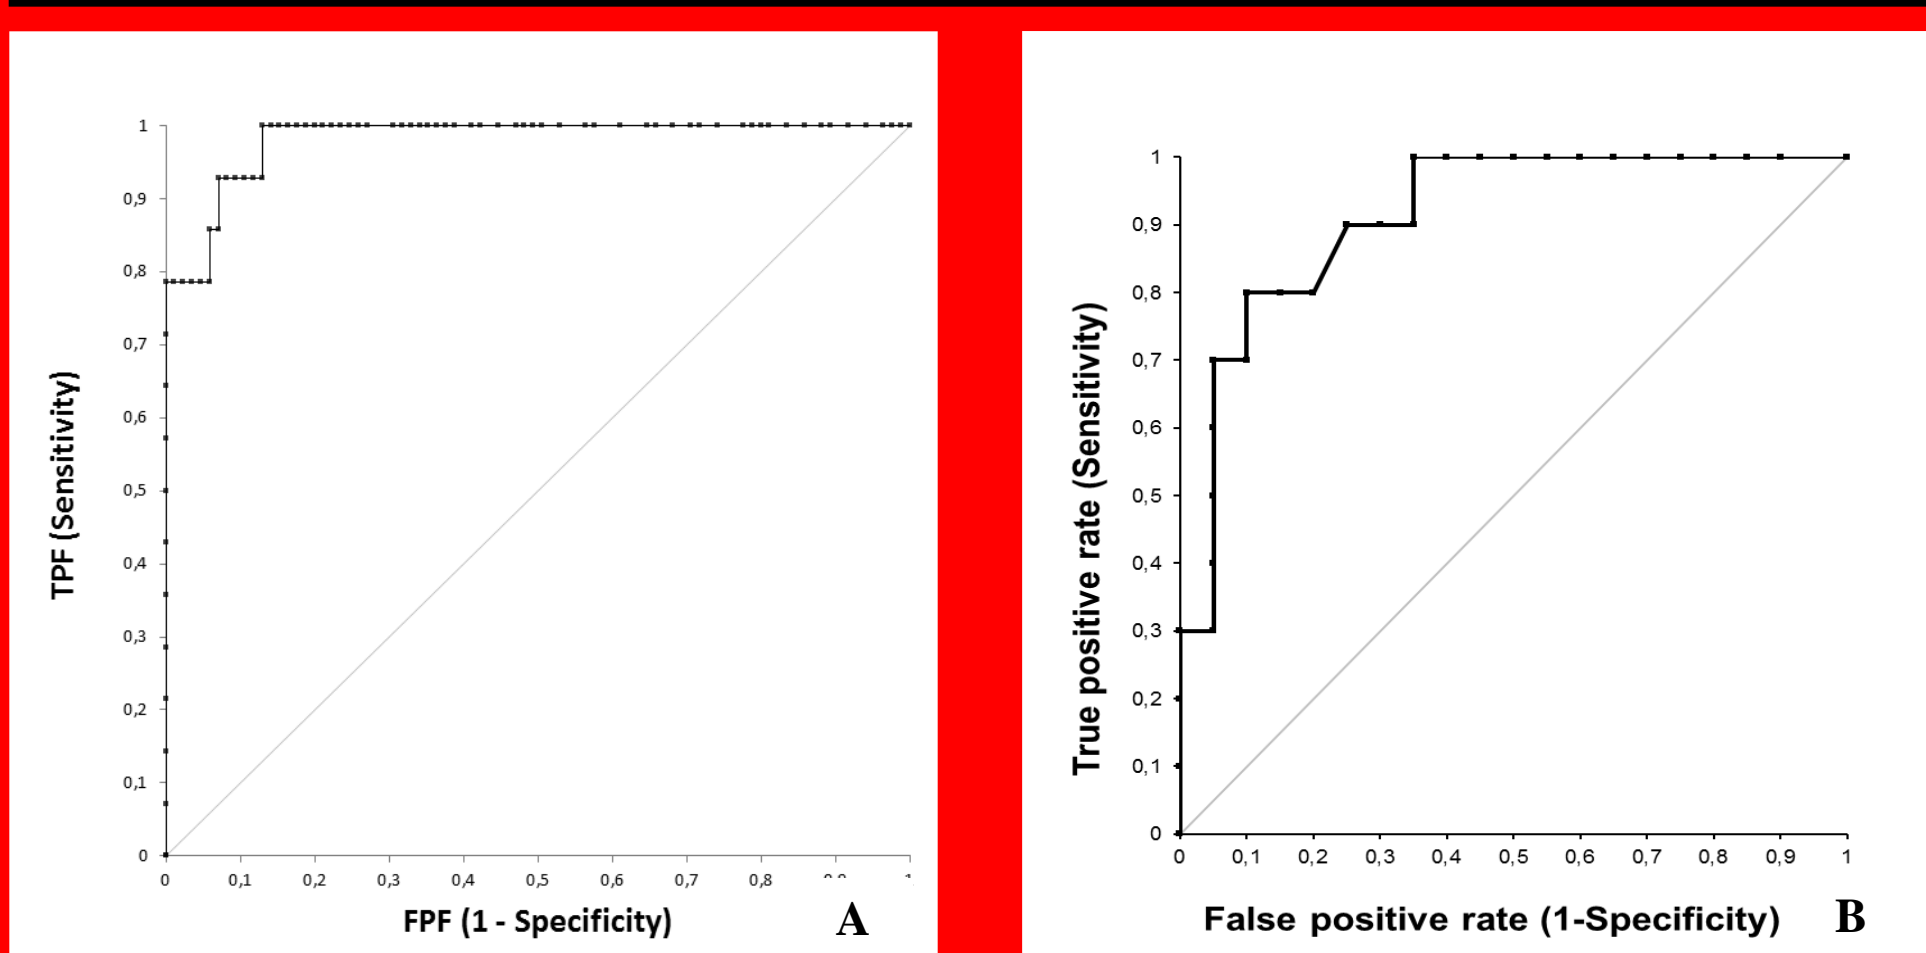 1
0,9
0,8
0,7
0,6
0,5
0,4
0,3
0,2
0,1
0
TPF (Sensitivity)
0 0,1 0,2 0,3 0,4 0,5 0,6 0,7 0,8
FPF (1 - Specificity)
A
1
0,9
0,8
0,7
0,6
0,5
0,4
0,3
0,2
0,1
0
True positive rate (Sensitivity)
0 0,1 0,2 0,3 0,4 0,5 0,6 0,7 0,8 0,9 1
False positive rate (1-Specificity)
B